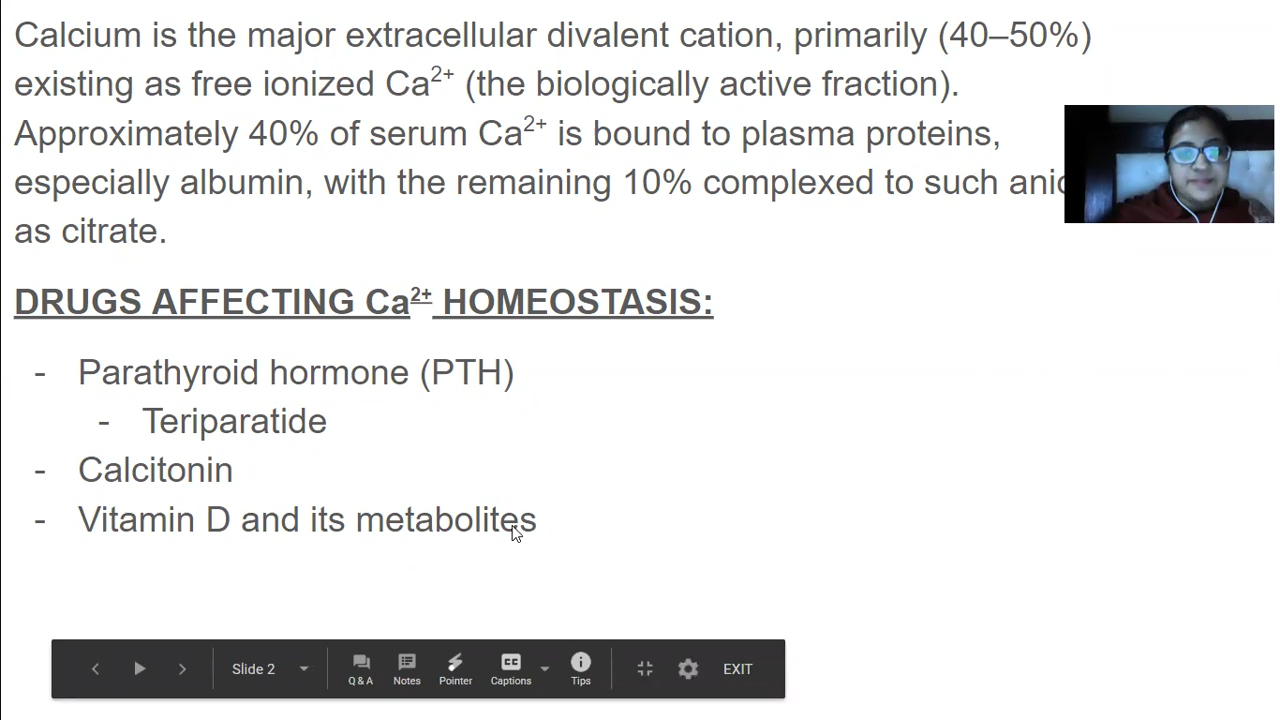 Calcium is the major extracellular divalent cation, primarily (40–50%)
existing as free ionized Ca²⁺ (the biologically active fraction).
Approximately 40% of serum Ca²⁺ is bound to plasma proteins,
especially albumin, with the remaining 10% complexed to such
as citrate.
DRUGS AFFECTING Ca²⁺ HOMEOSTASIS:
- Parathyroid hormone (PTH)
- Teriparatide
- Calcitonin
- Vitamin D and its metabolites
Slide 2
Q & A
Notes
Pointer
CC
Captions
Tips
EXIT